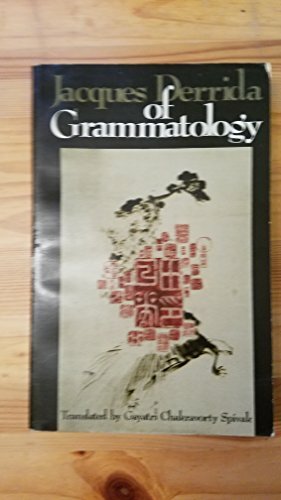 Jacques Derrida
of
Grammatology
Translated by Gayatri Chakravorty Spivak